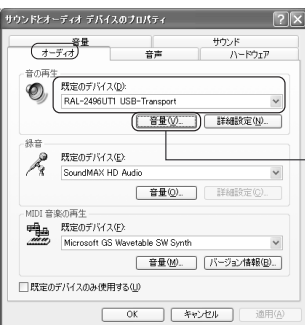 サウンドとオーディオ デバイスのプロパティ
音量
サウンド
オーディオ
音声
ハードウェア
音の再生
既定のデバイス(D):
RAL-2496UT1 USB-Transport
音量(V)...
詳細設定(N)...
録音
既定のデバイス(E):
SoundMAX HD Audio
音量(O)...
詳細設定(C)...
MIDI 音楽の再生
既定のデバイス(F):
Microsoft GS Wavetable SW Synth
音量(M)...
バージョン情報(B)...
既定のデバイスのみ使用する(U)
OK
キャンセル
適用(A)